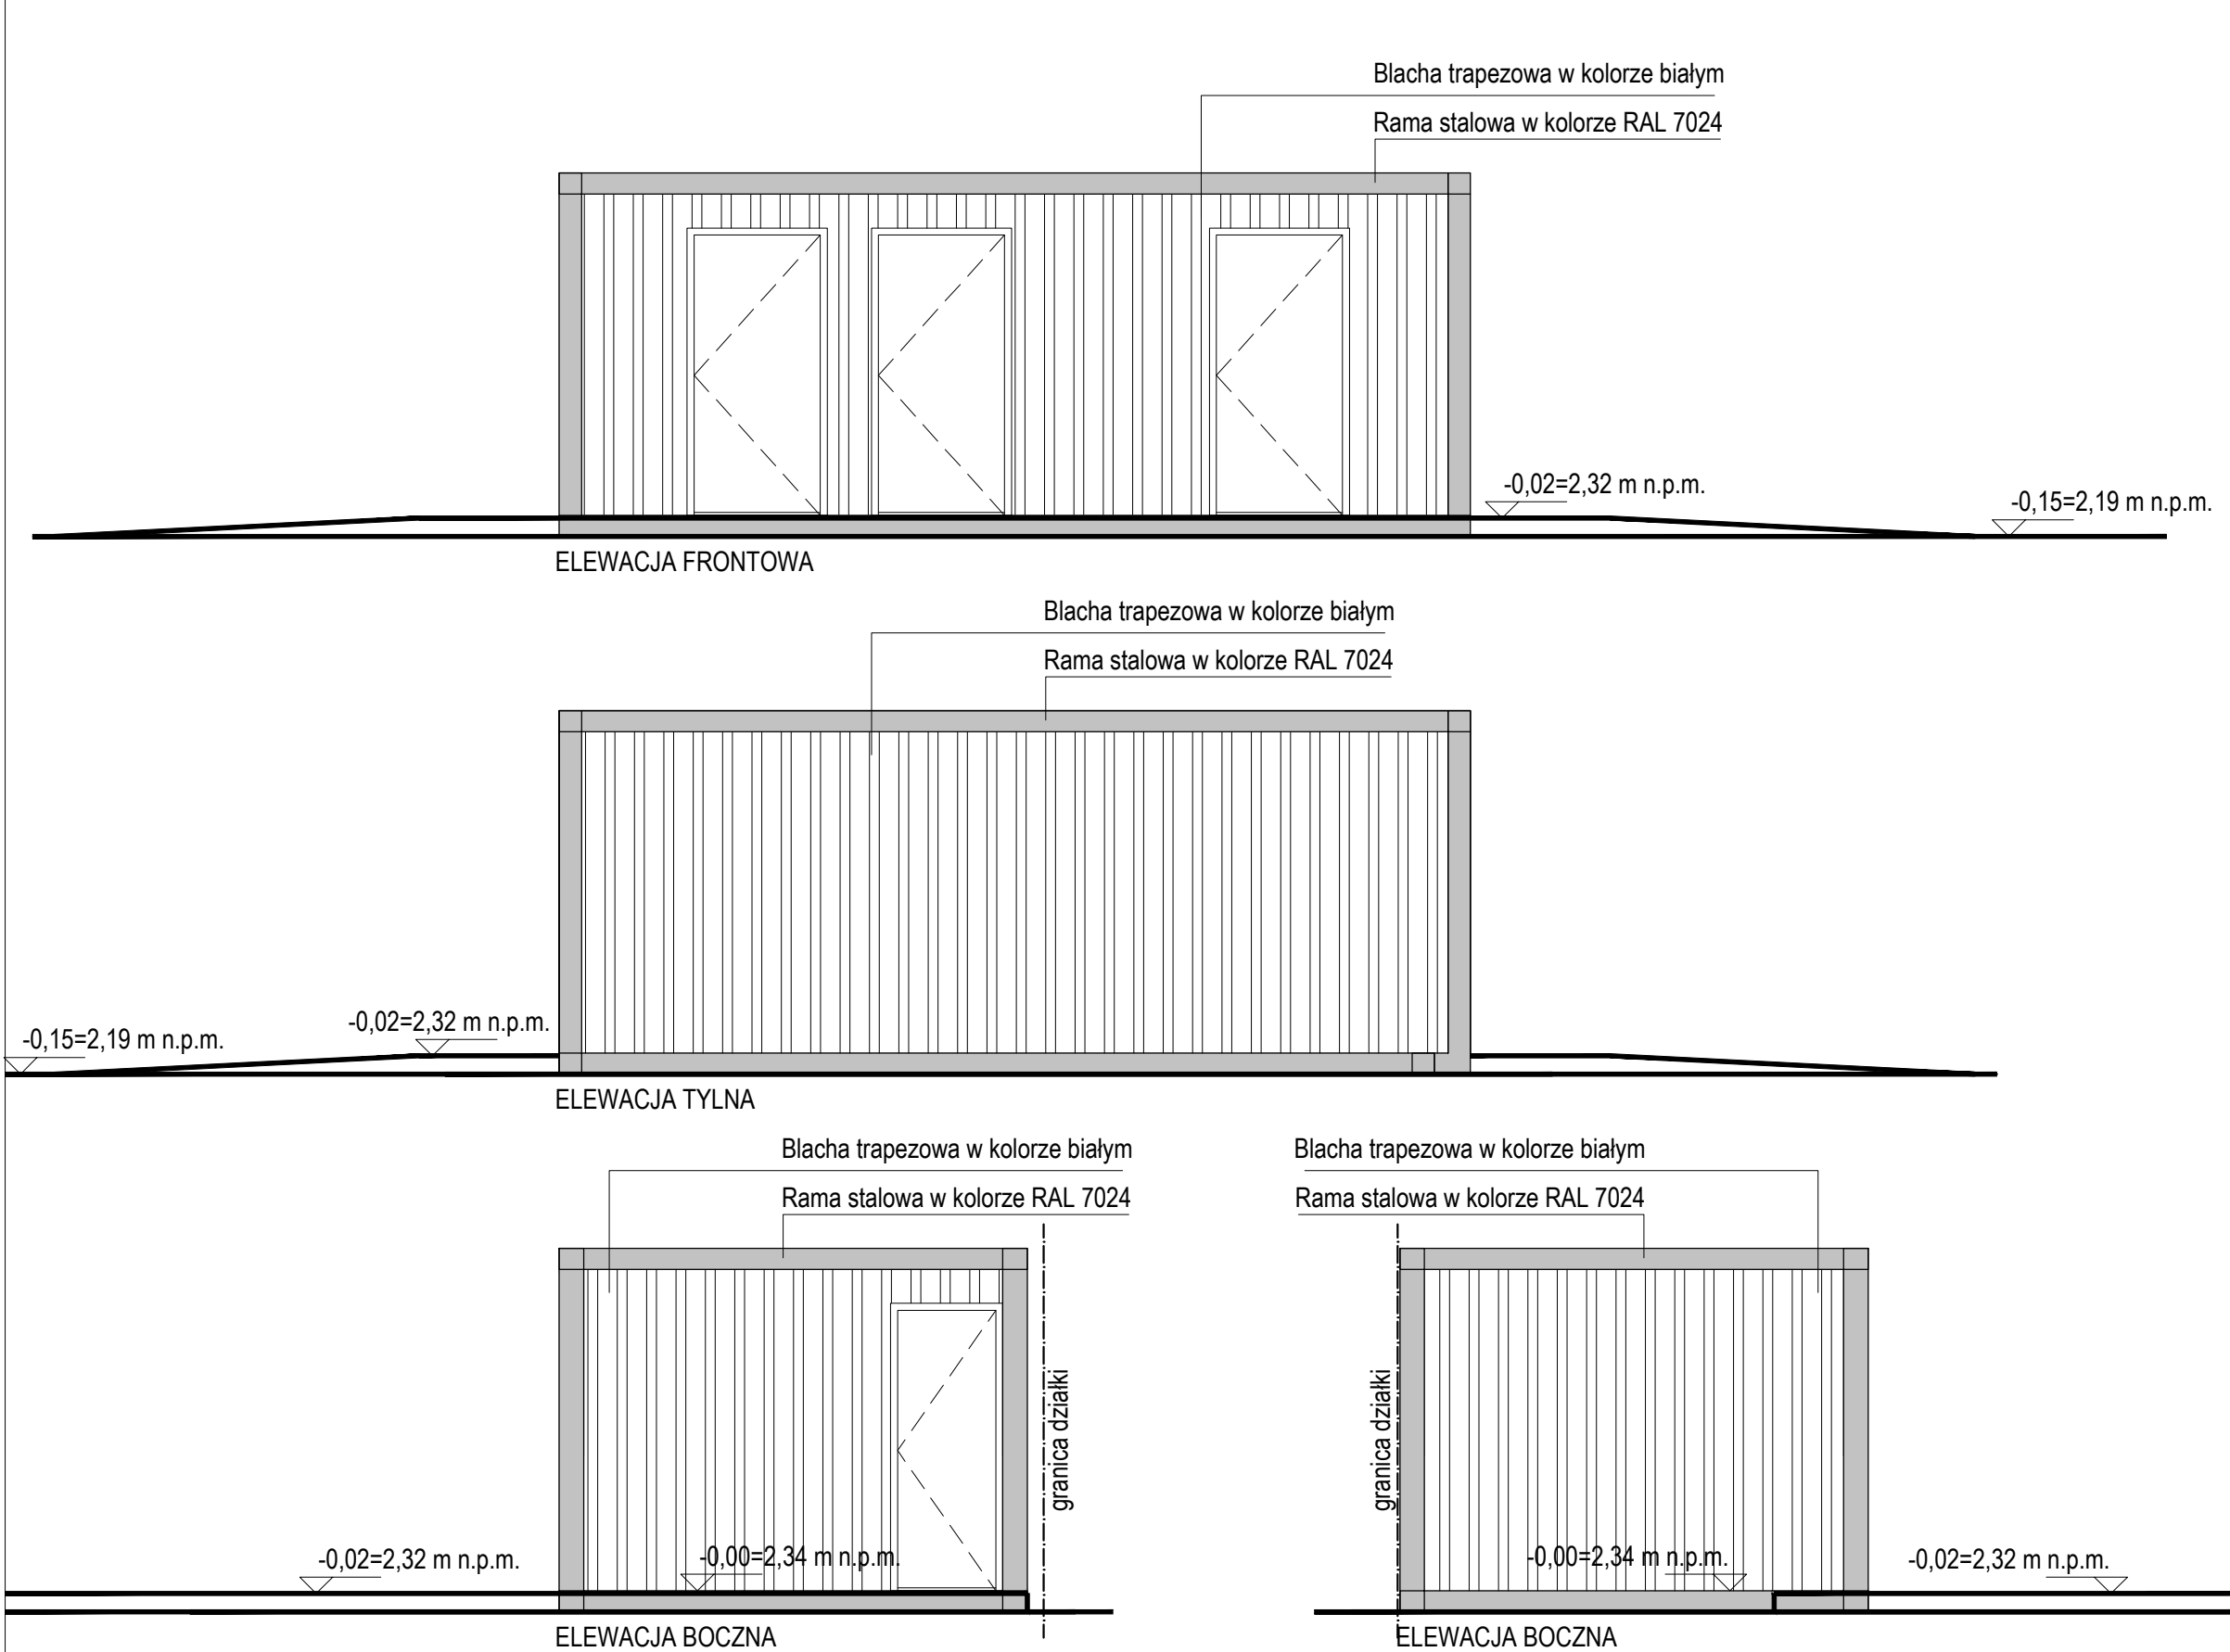 Blacha trapezowa w kolorze białym
Rama stalowa w kolorze RAL 7024
-0,02=2,32 m n.p.m.
-0,15=2,19 m n.p.m.
ELEWACJA FRONTOWA
Blacha trapezowa w kolorze białym
Rama stalowa w kolorze RAL 7024
-0,02=2,32 m n.p.m.
-0,15=2,19 m n.p.m.
ELEWACJA TYLNA
Blacha trapezowa w kolorze białym
Rama stalowa w kolorze RAL 7024
granica działki
-0,02=2,32 m n.p.m.
-0,00=2,34 m n.p.m.
ELEWACJA BOCZNA
Blacha trapezowa w kolorze białym
Rama stalowa w kolorze RAL 7024
granica działki
-0,00=2,34 m n.p.m.
-0,02=2,32 m n.p.m.
ELEWACJA BOCZNA